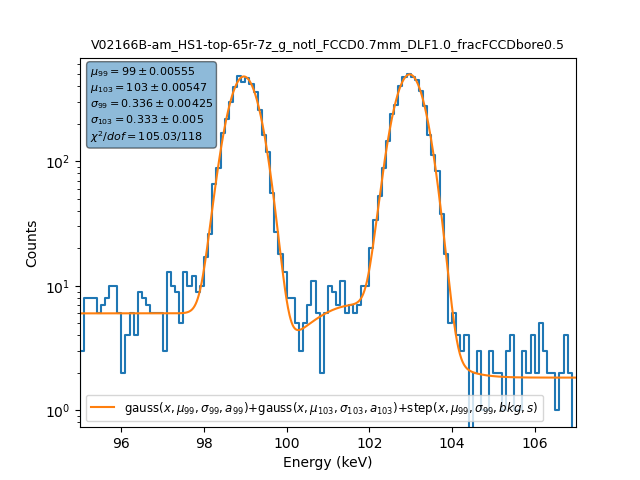 V02166B-am_HS1-top-65r-7z_g_notl_FCCD0.7mm_DLF1.0_fracFCCDbore0.5
μ₉₉ = 99 ± 0.00555
μ₁₀₃ = 103 ± 0.00547
σ₉₉ = 0.336 ± 0.00425
σ₁₀₃ = 0.333 ± 0.005
χ²/dof = 105.03/118
Counts
10²
10¹
10⁰
gauss(x, μ₉₉, σ₉₉, a₉₉)+gauss(x, μ₁₀₃, σ₁₀₃, a₁₀₃)+step(x, μ₉₉, σ₉₉, bkg, s)
96 98 100 102 104 106
Energy (keV)